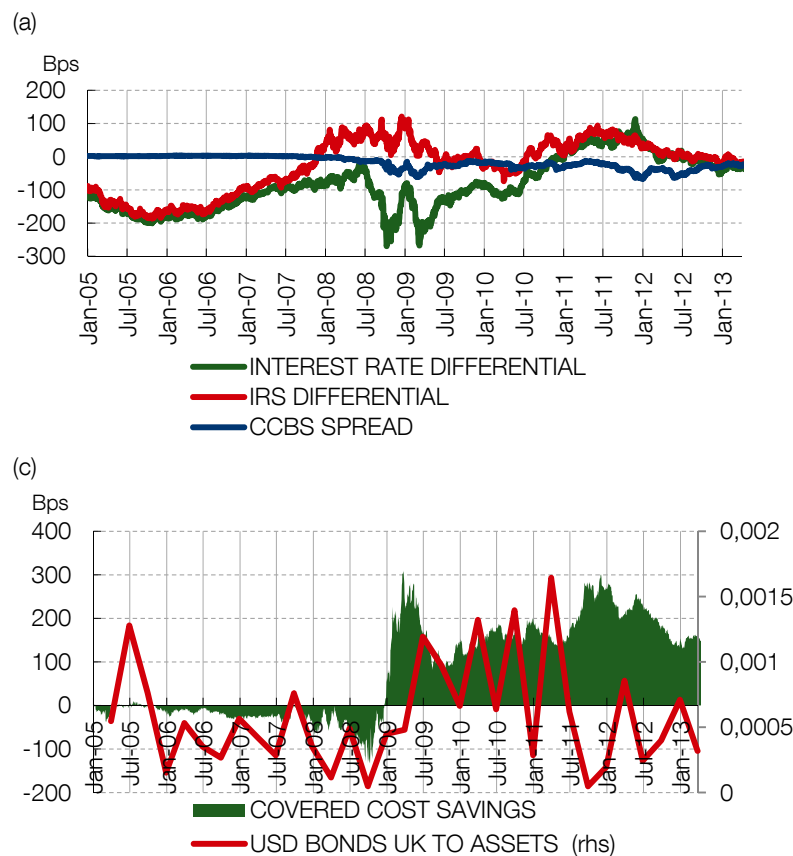 (a)
Bps
200
100
0
-100
-200
-300
Jan-05
Jul-05
Jan-06
Jul-06
Jan-07
Jul-07
Jan-08
Jul-08
Jan-09
Jul-09
Jan-10
Jul-10
Jan-11
Jul-11
Jan-12
Jul-12
Jan-13
INTEREST RATE DIFFERENTIAL
IRS DIFFERENTIAL
CCBS SPREAD
(c)
Bps
400
300
200
100
0
-100
-200
0,002
0,0015
0,001
0,0005
0
Jan-05
Jul-05
Jan-06
Jul-06
Jan-07
Jul-07
Jan-08
Jul-08
Jan-09
Jul-09
Jan-10
Jul-10
Jan-11
Jul-11
Jan-12
Jul-12
Jan-13
COVERED COST SAVINGS
USD BONDS UK TO ASSETS (rhs)